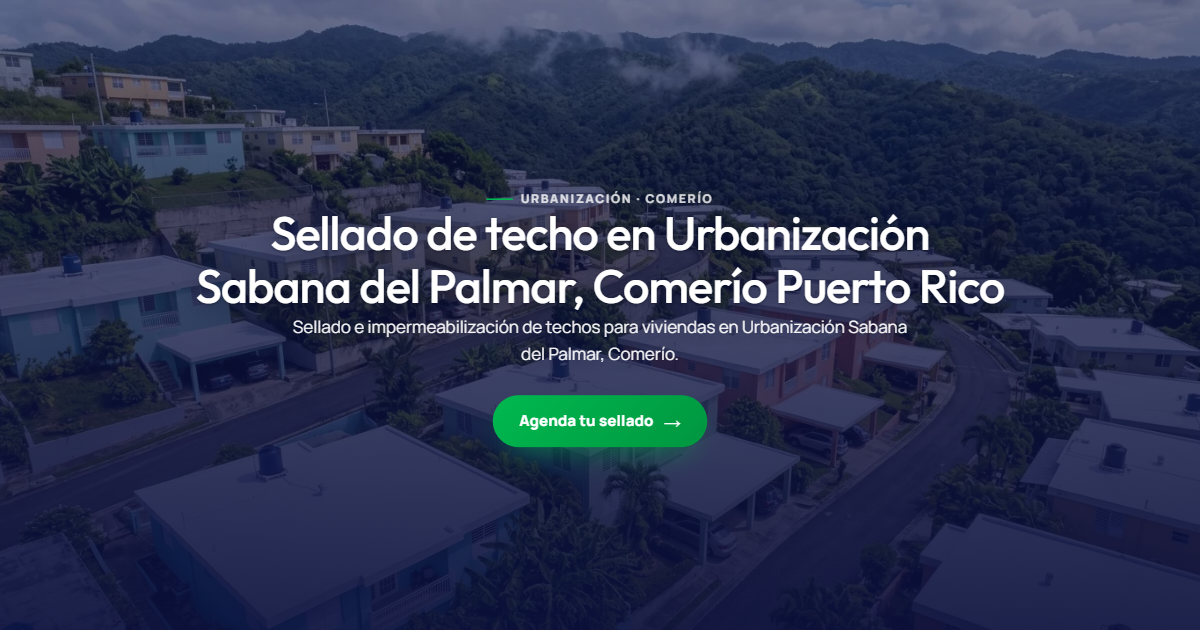 URBANIZACIÓN · COMERÍO
Sellado de techo en Urbanización
Sabana del Palmar, Comerío Puerto Rico
Sellado e impermeabilización de techos para viviendas en Urbanización Sabana
del Palmar, Comerío.
Agenda tu sellado →